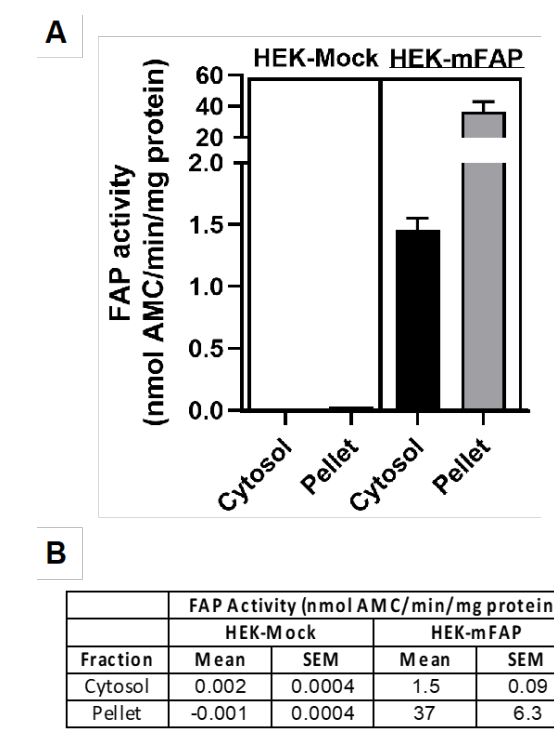 A
HEK-Mock HEK-mFAP
FAP activity
(nmol AMC/min/mg protein)
60
40
20
2.0
1.5
1.0
0.5
0.0
Cytosol Pellet Cytosol Pellet
B
FAP Activity (nmol AMC/min/mg protein
HEK-Mock HEK-mFAP
Fraction Mean SEM Mean SEM
Cytosol 0.002 0.0004 1.5 0.09
Pellet -0.001 0.0004 37 6.3